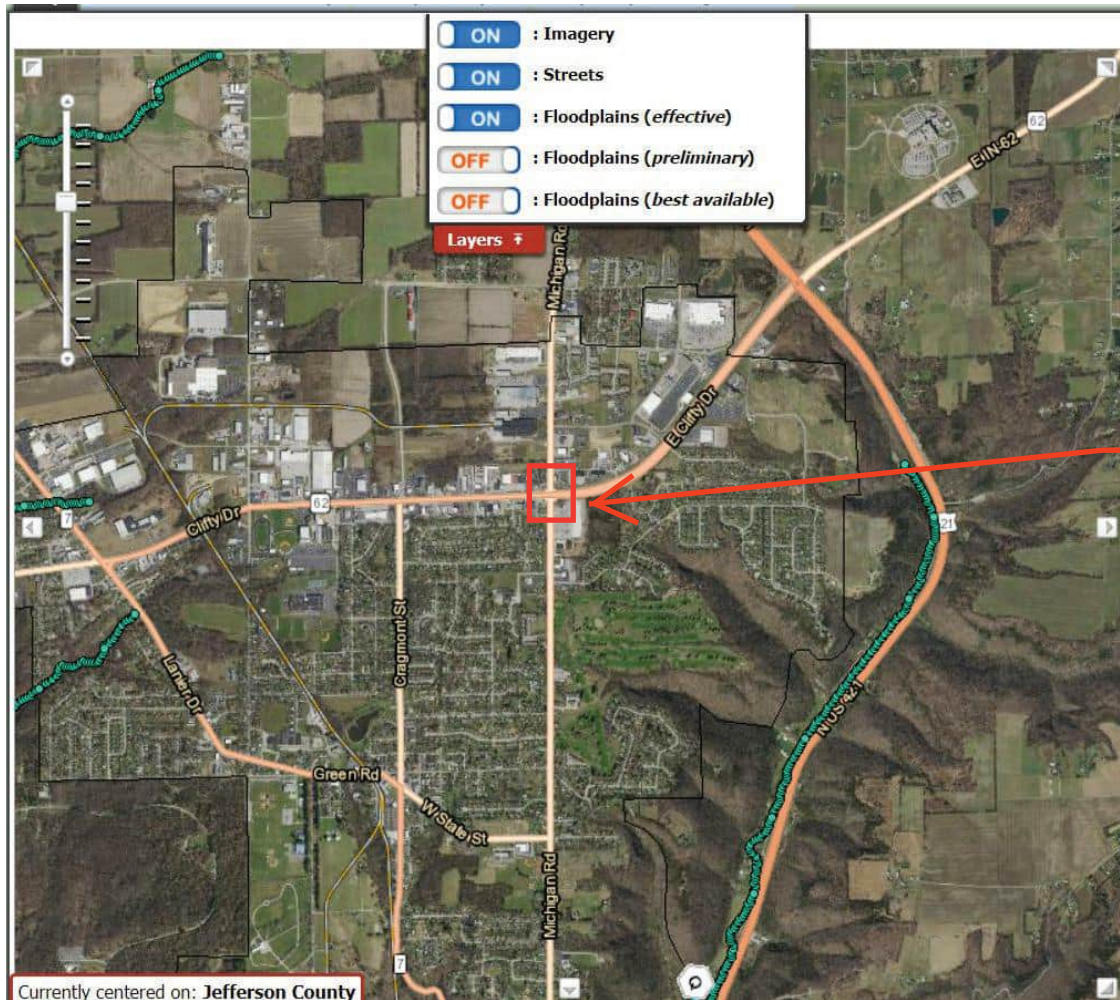 ON : Imagery
ON : Streets
ON : Floodplains (effective)
OFF : Floodplains (preliminary)
OFF : Floodplains (best available)
Layers
62
E IN-62
Michigan Rd
E Clifty Dr
62
Clifty Dr
7
21
Cragmont St
Lanier Dr
N US 421
Green Rd
W State St
Michigan Rd
7
Currently centered on: Jefferson County